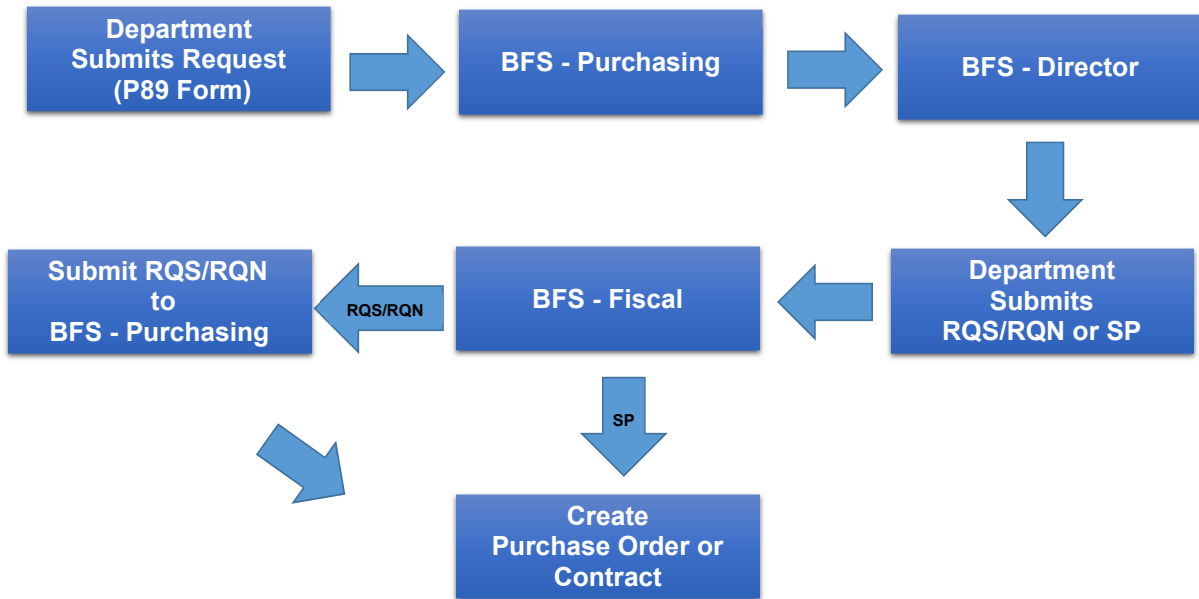 Department
Submits Request
(P89 Form)
BFS - Purchasing
BFS - Director
Submit RQS/RQN
to
BFS - Purchasing
RQS/RQN
BFS - Fiscal
Department
Submits
RQS/RQN or SP
SP
Create
Purchase Order or
Contract